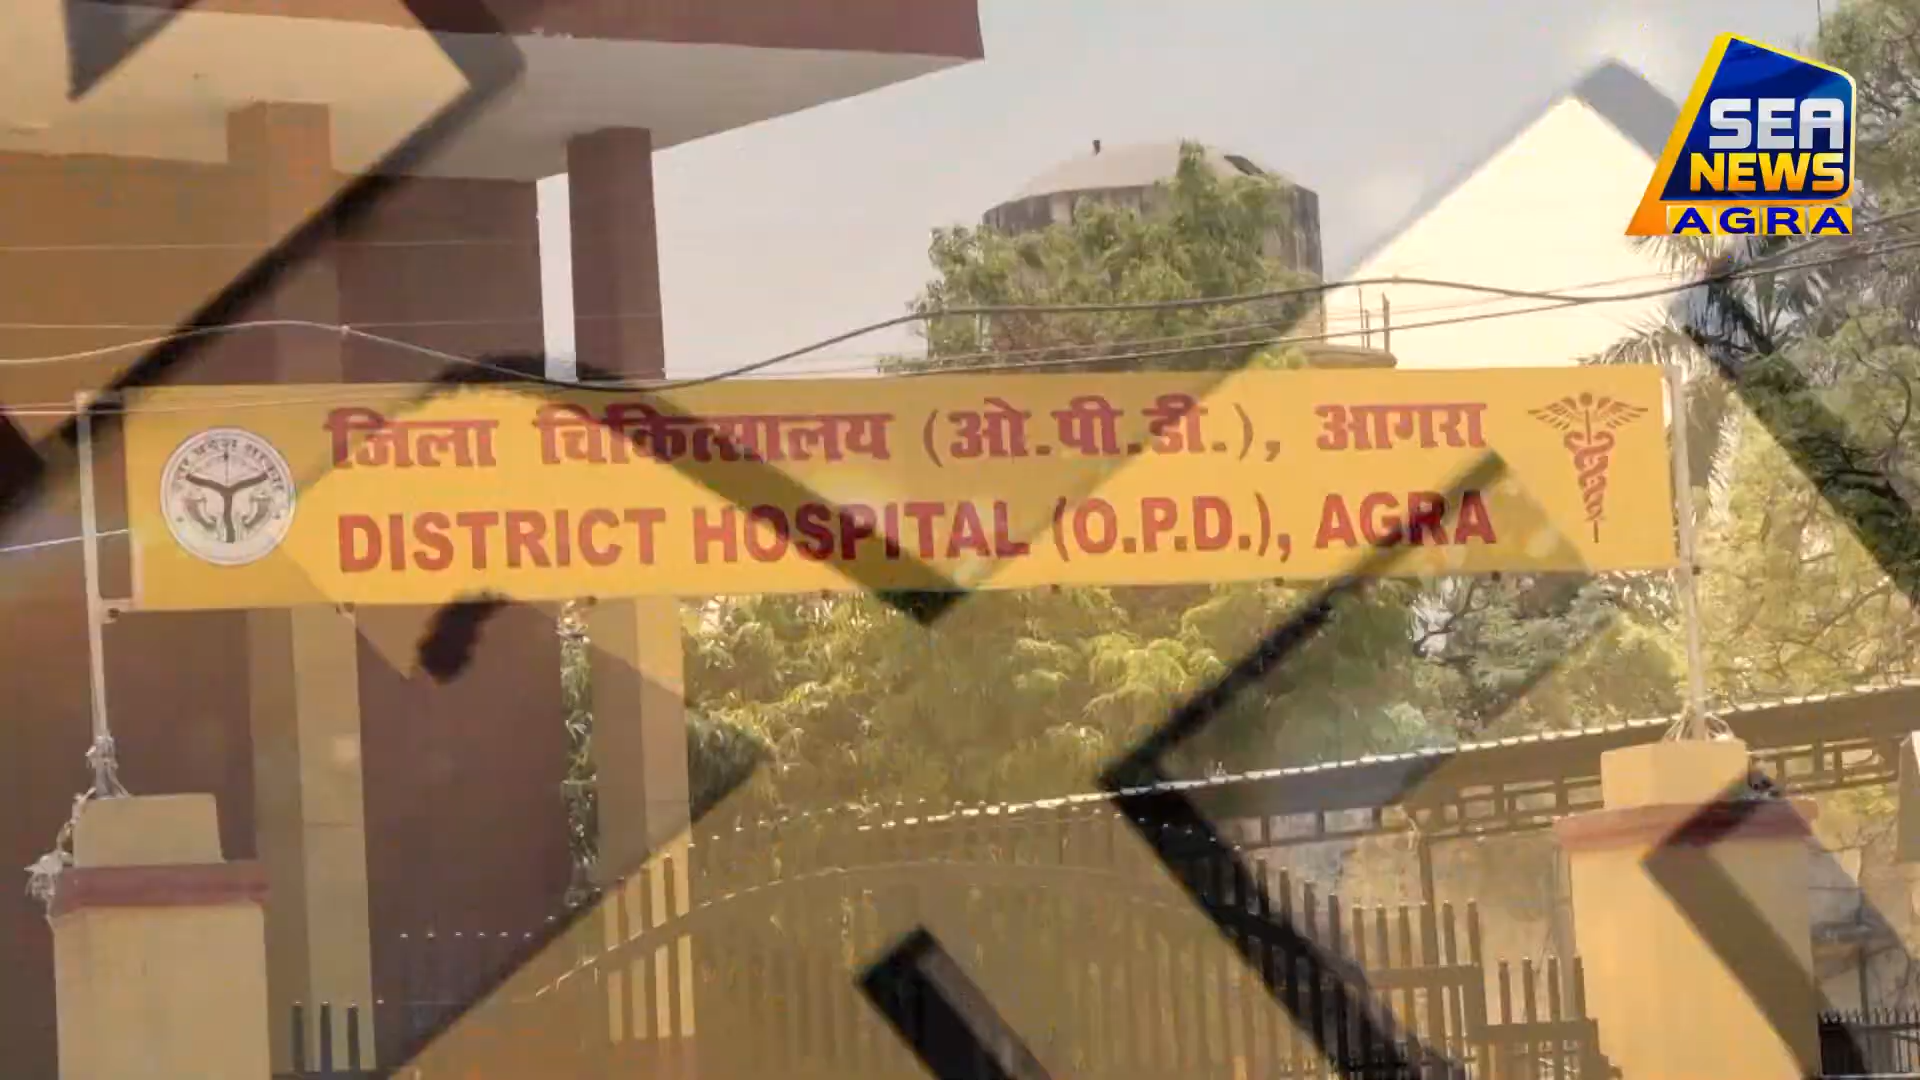 जिला चिकित्सालय (ओ.पी.डी.), आगरा
DISTRICT HOSPITAL (O.P.D.), AGRA
SEA
NEWS
AGRA